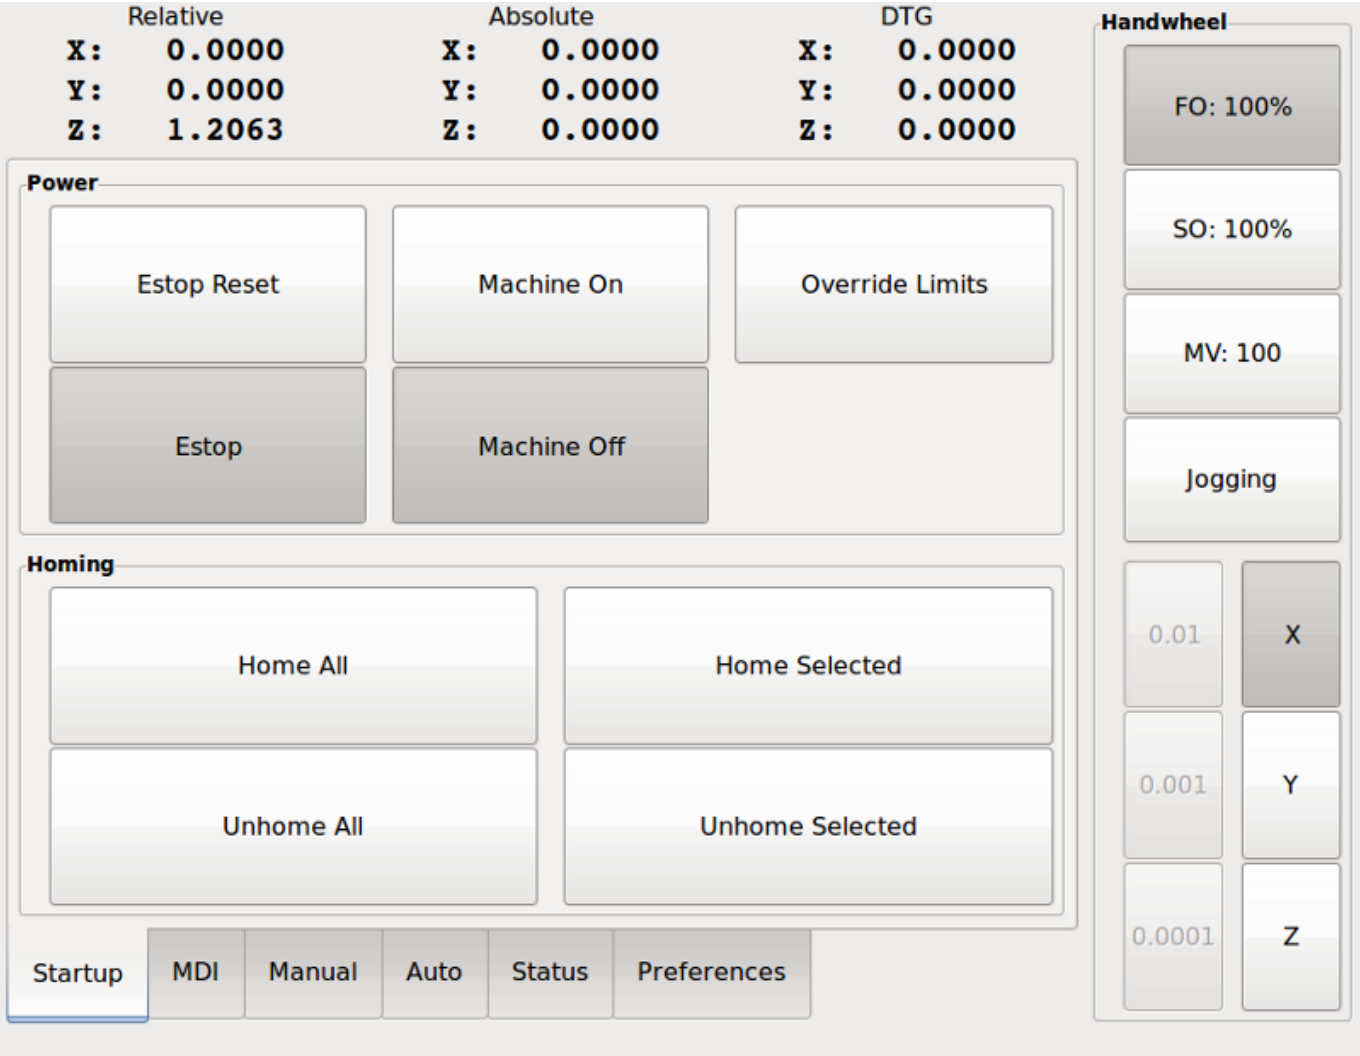 Relative Absolute DTG
X: 0.0000 X: 0.0000 X: 0.0000
Y: 0.0000 Y: 0.0000 Y: 0.0000
Z: 1.2063 Z: 0.0000 Z: 0.0000
Power
Estop Reset Machine On Override Limits
Estop Machine Off
Homing
Home All Home Selected
Unhome All Unhome Selected
Startup MDI Manual Auto Status Preferences
Handwheel
FO: 100%
SO: 100%
MV: 100
Jogging
0.01 X
0.001 Y
0.0001 Z